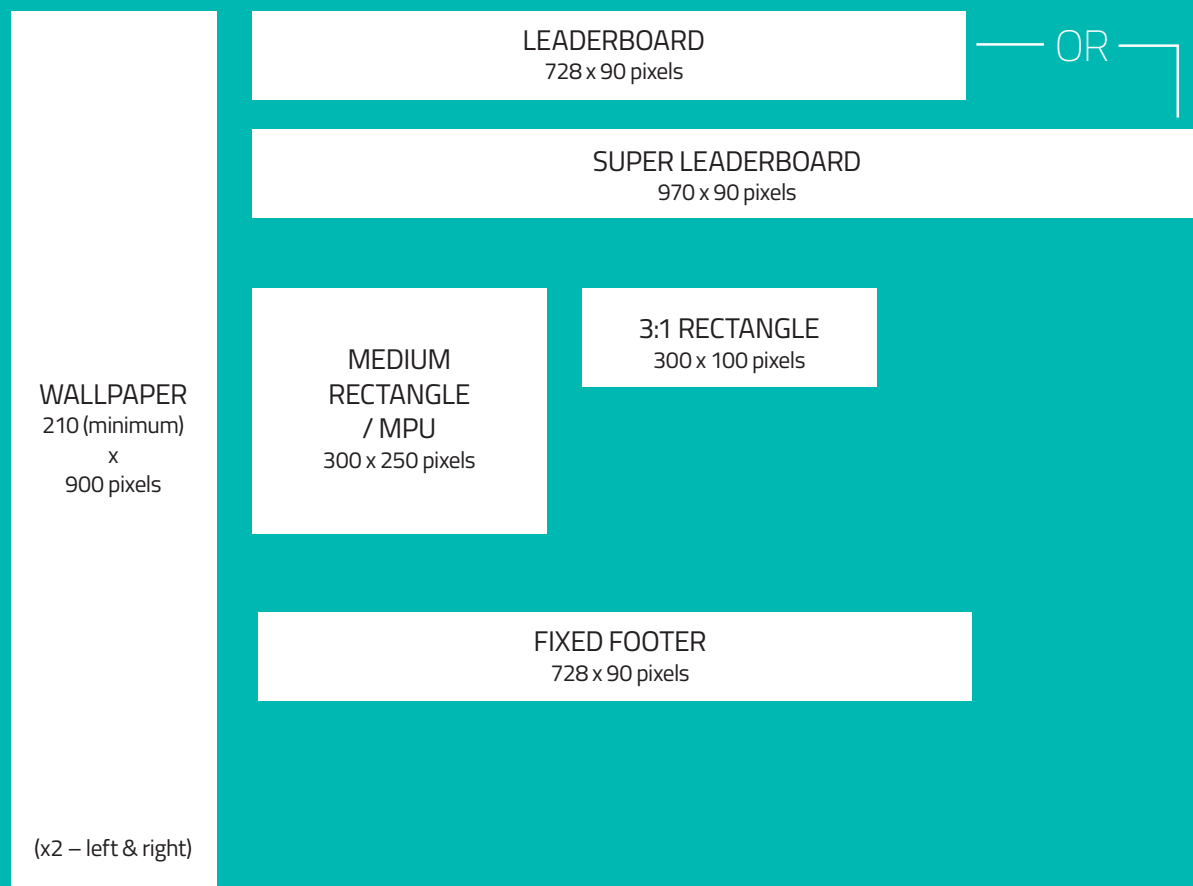 LEADERBOARD
728 x 90 pixels
OR
SUPER LEADERBOARD
970 x 90 pixels
WALLPAPER
210 (minimum)
x
900 pixels
(x2 – left & right)
MEDIUM
RECTANGLE
/ MPU
300 x 250 pixels
3:1 RECTANGLE
300 x 100 pixels
FIXED FOOTER
728 x 90 pixels